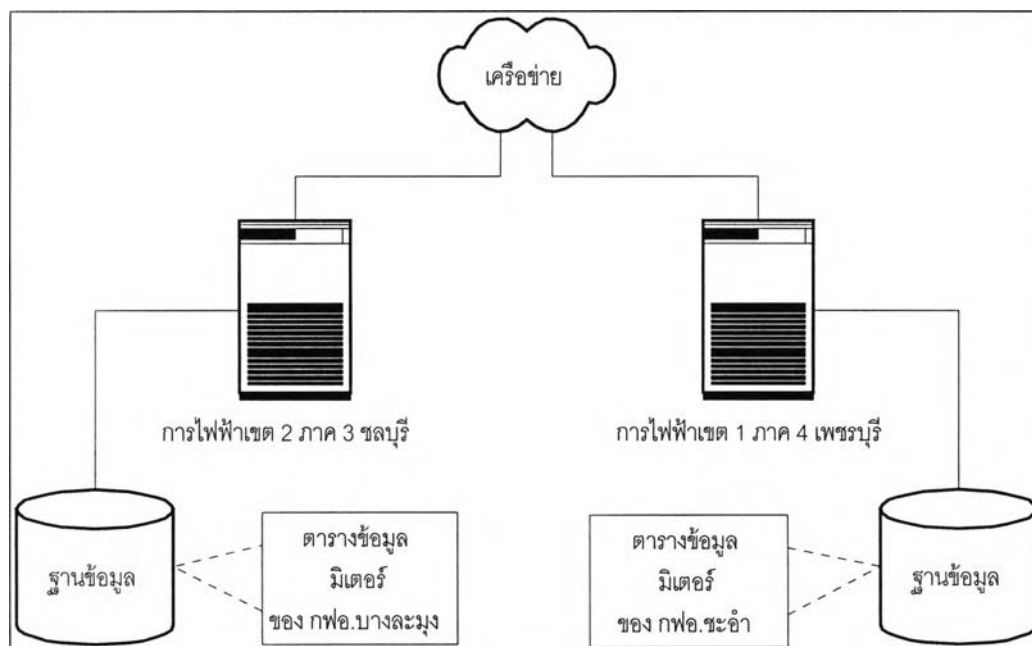 เครือข่าย
การไฟฟ้าเขต 2 ภาค 3 ชลบุรี
การไฟฟ้าเขต 1 ภาค 4 เพชรบุรี
ฐานข้อมูล
ตารางข้อมูล
มิเตอร์
ของ กฟอ.บางละมุง
ตารางข้อมูล
มิเตอร์
ของ กฟอ.ชะอำ
ฐานข้อมูล